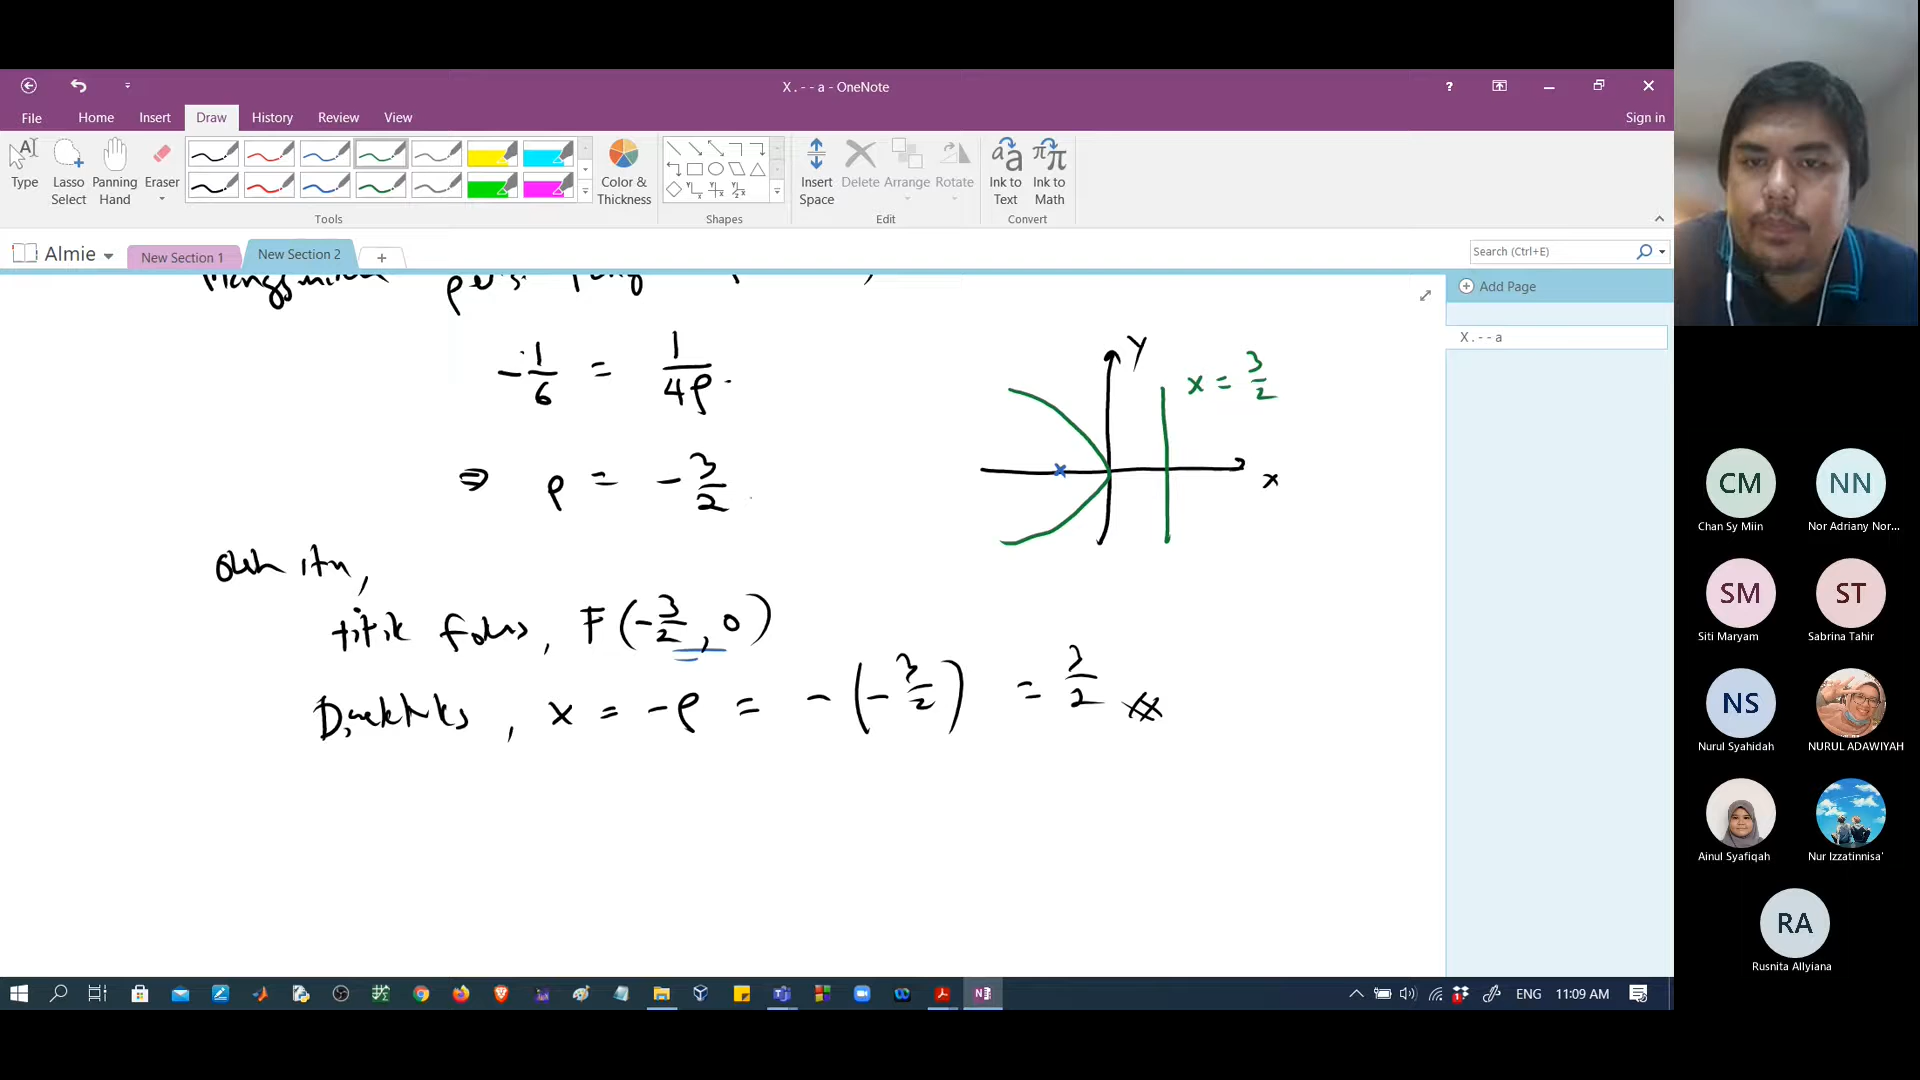 X . - - a - OneNote
?
File Home Insert Draw History Review View
Sign in
Type
Lasso Select
Panning Hand
Eraser
Color & Thickness
Insert Space
Delete
Arrange
Rotate
Ink to Text
Ink to Math
Tools
Shapes
Edit
Convert
Almie
New Section 1
New Section 2
+
Search (Ctrl+E)
Add Page
X . - - a
-1/6 = 1/4p
⇒ p = -3/2
Oleh itu,
titik fokus, F(-3/2, 0)
Direktriks, x = -p = -(-3/2) = 3/2
Y
x = 3/2
x
CM
Chan Sy Miin
NN
Nor Adriany Nor...
SM
Siti Maryam
ST
Sabrina Tahir
NS
Nurul Syahidah
NURUL ADAWIYAH
Ainul Syafiqah
Nur Izzatinnisa'
RA
Rusnita Allyiana
ENG 11:09 AM